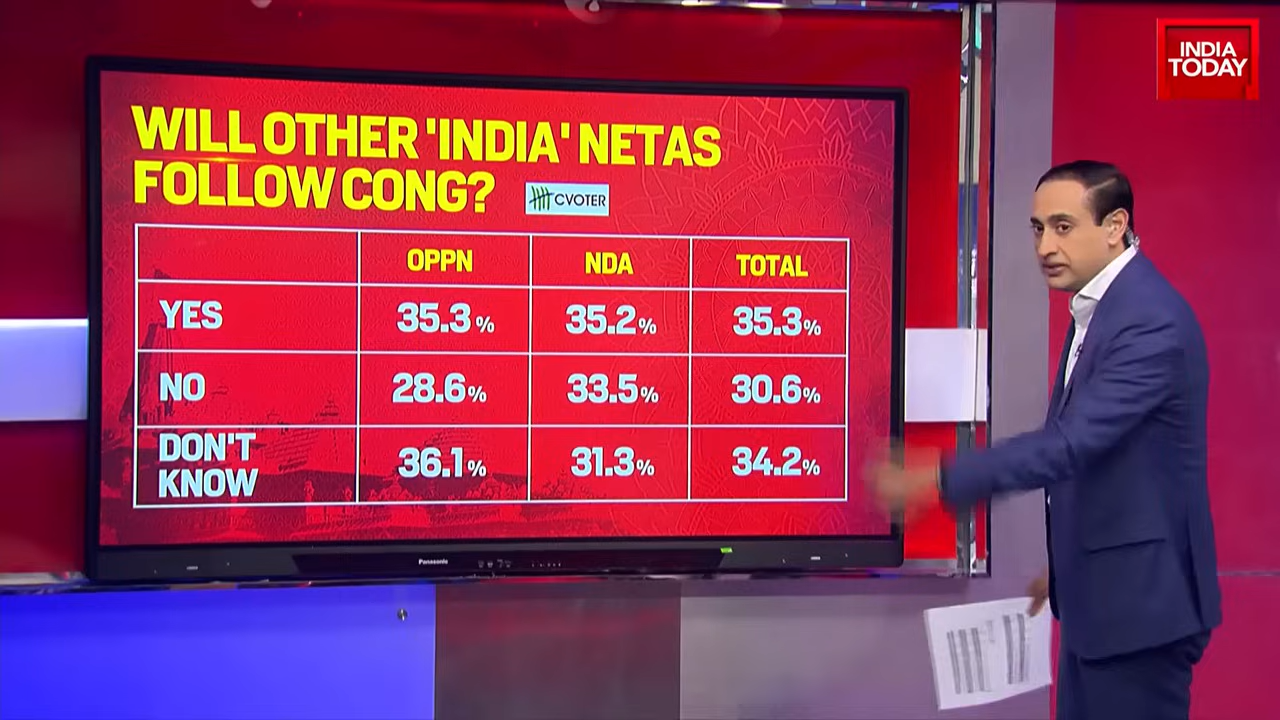 INDIA
TODAY
WILL OTHER 'INDIA' NETAS
FOLLOW CONG?
CVOTER
OPPN NDA TOTAL
YES 35.3% 35.2% 35.3%
NO 28.6% 33.5% 30.6%
DON'T
KNOW 36.1% 31.3% 34.2%
Panasonic